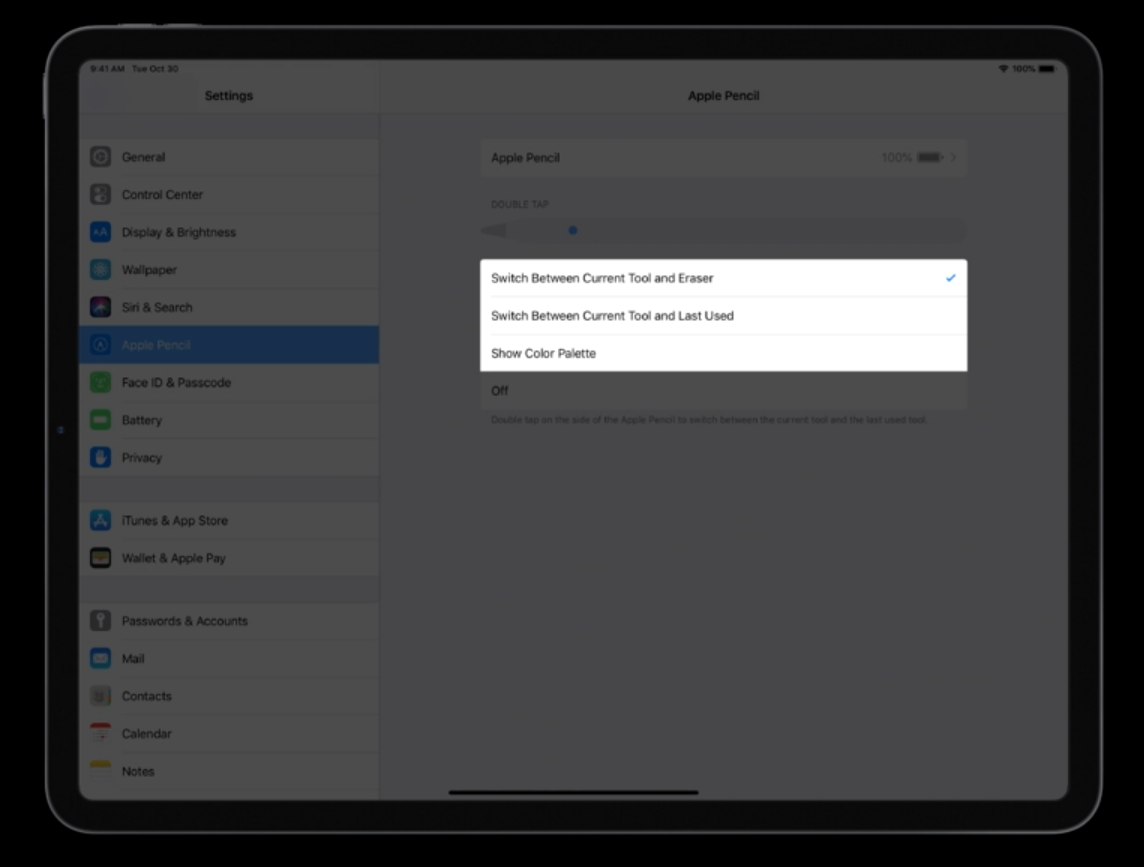 9:41 AM Tue Oct 30
100%
Settings
Apple Pencil
General
Control Center
Display & Brightness
Wallpaper
Siri & Search
Apple Pencil
Face ID & Passcode
Battery
Privacy
iTunes & App Store
Wallet & Apple Pay
Passwords & Accounts
Mail
Contacts
Calendar
Notes
Apple Pencil 100%
DOUBLE TAP
Switch Between Current Tool and Eraser
Switch Between Current Tool and Last Used
Show Color Palette
Off
Double tap on the side of the Apple Pencil to switch between the current tool and the last used tool.